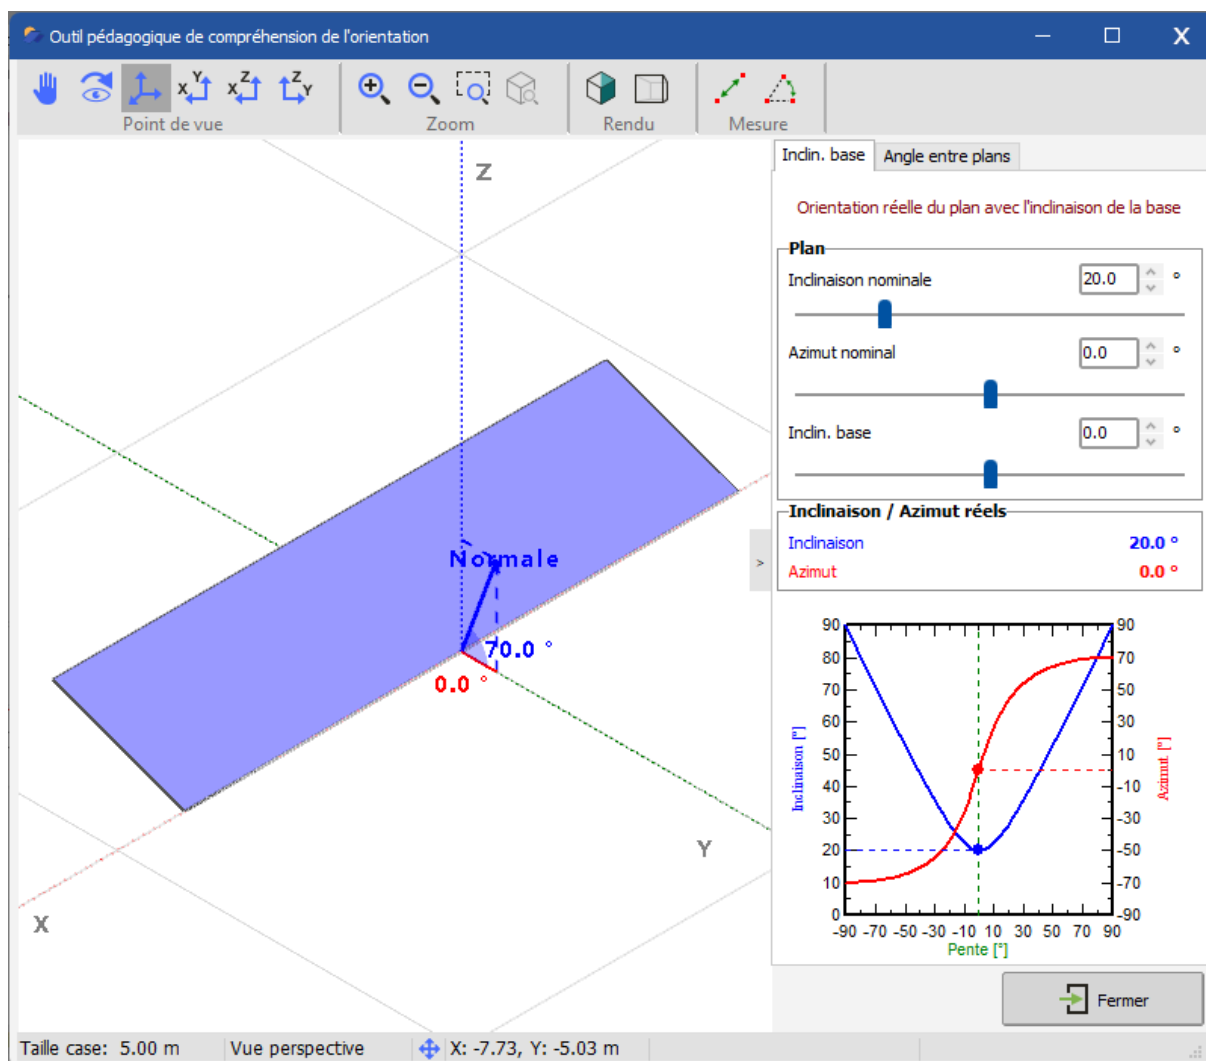 Outil pédagogique de compréhension de l'orientation
X Y X Z Z Y
Point de vue Zoom Rendu Mesure
Inclin. base Angle entre plans
Orientation réelle du plan avec l'inclinaison de la base
Plan
Inclinaison nominale 20.0 °
Azimut nominal 0.0 °
Inclin. base 0.0 °
Inclinaison / Azimut réels
Inclinaison 20.0 °
Azimut 0.0 °
Z
Normale
70.0 °
0.0 °
Y
X
>
90 90
80 70
70 50
60 30
50 10
40 -10
30 -30
20 -50
10 -70
0 -90
Inclinaison [°]
Azimut [°]
-90 -70 -50 -30 -10 10 30 50 70 90
Pente [°]
Fermer
Taille case: 5.00 m Vue perspective X: -7.73, Y: -5.03 m